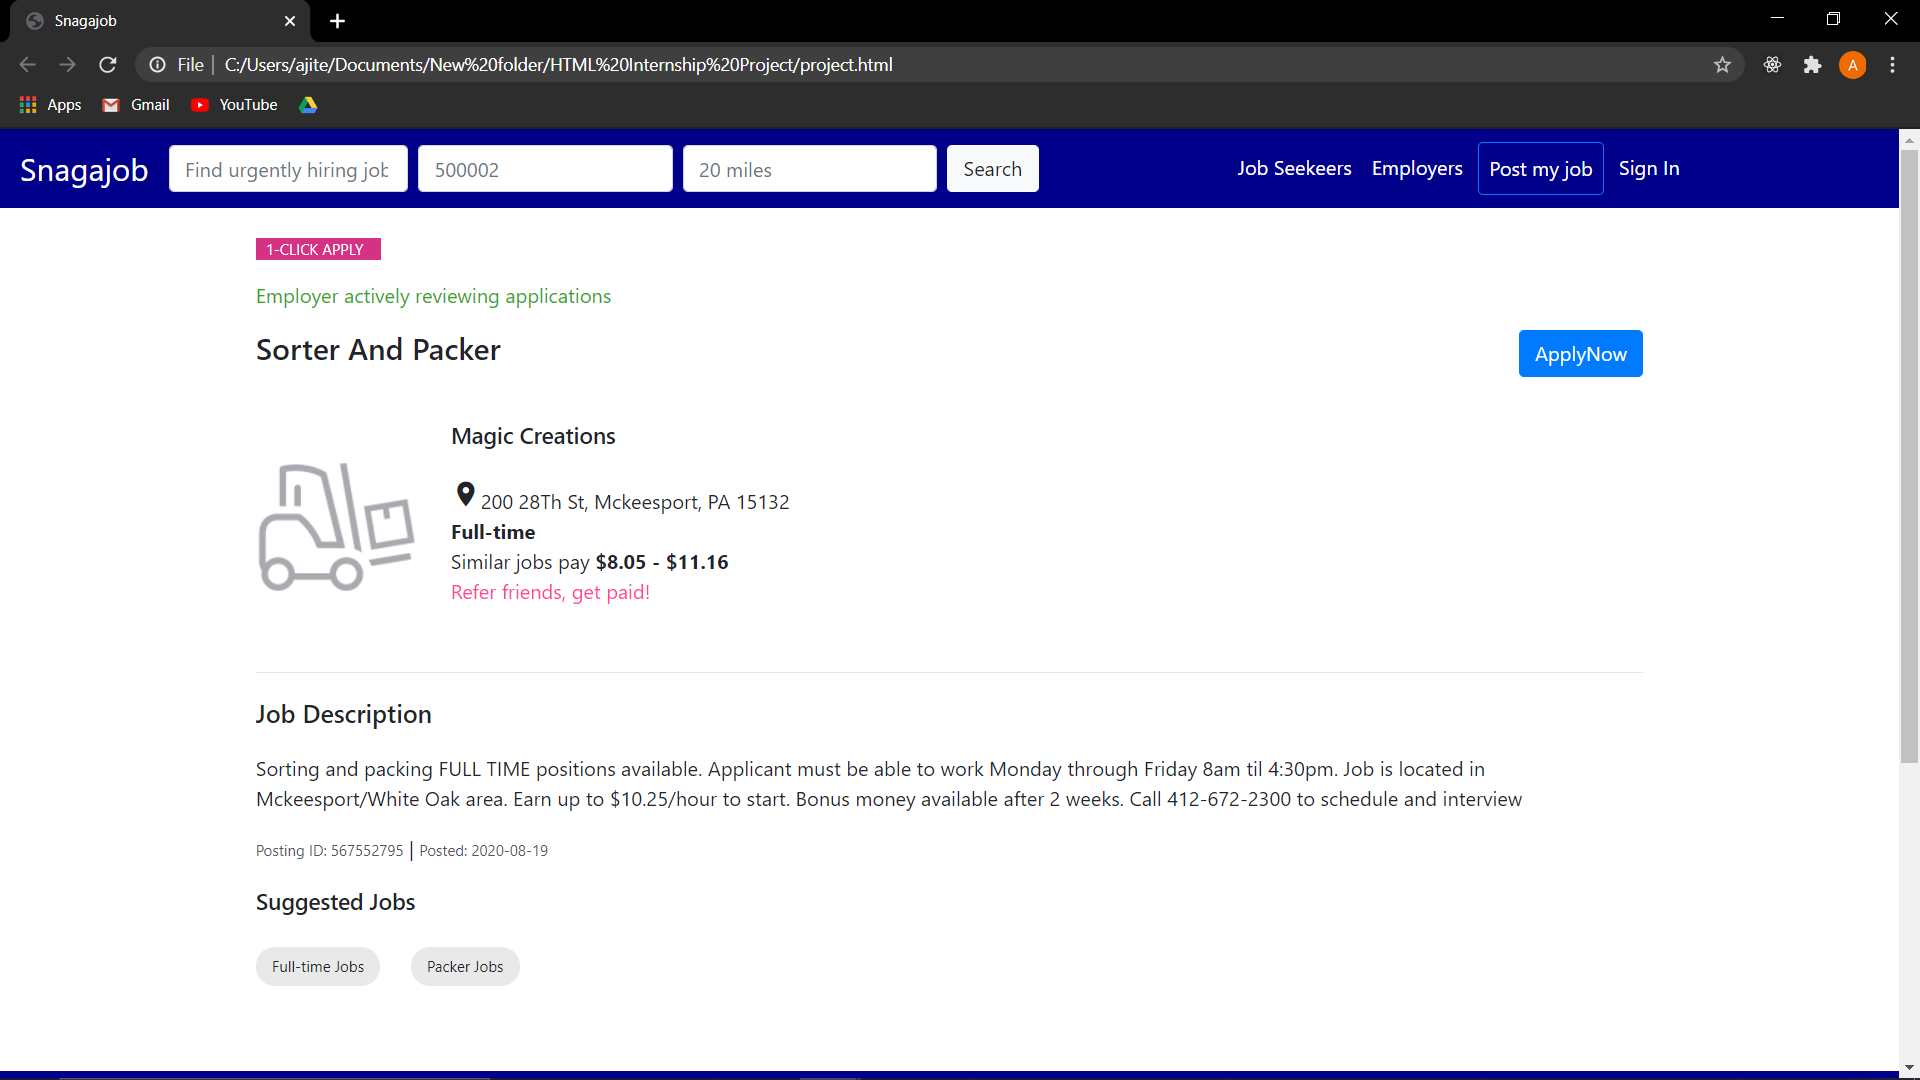 Snagajob
File C:/Users/ajite/Documents/New%20folder/HTML%20Internship%20Project/project.html
A
Apps Gmail YouTube
Snagajob Find urgently hiring job 500002 20 miles Search Job Seekeers Employers Post my job Sign In
1-CLICK APPLY
Employer actively reviewing applications
Sorter And Packer
ApplyNow
Magic Creations
200 28Th St, Mckeesport, PA 15132
Full-time
Similar jobs pay $8.05 - $11.16
Refer friends, get paid!
Job Description
Sorting and packing FULL TIME positions available. Applicant must be able to work Monday through Friday 8am til 4:30pm. Job is located in
Mckeesport/White Oak area. Earn up to $10.25/hour to start. Bonus money available after 2 weeks. Call 412-672-2300 to schedule and interview
Posting ID: 567552795 | Posted: 2020-08-19
Suggested Jobs
Full-time Jobs Packer Jobs